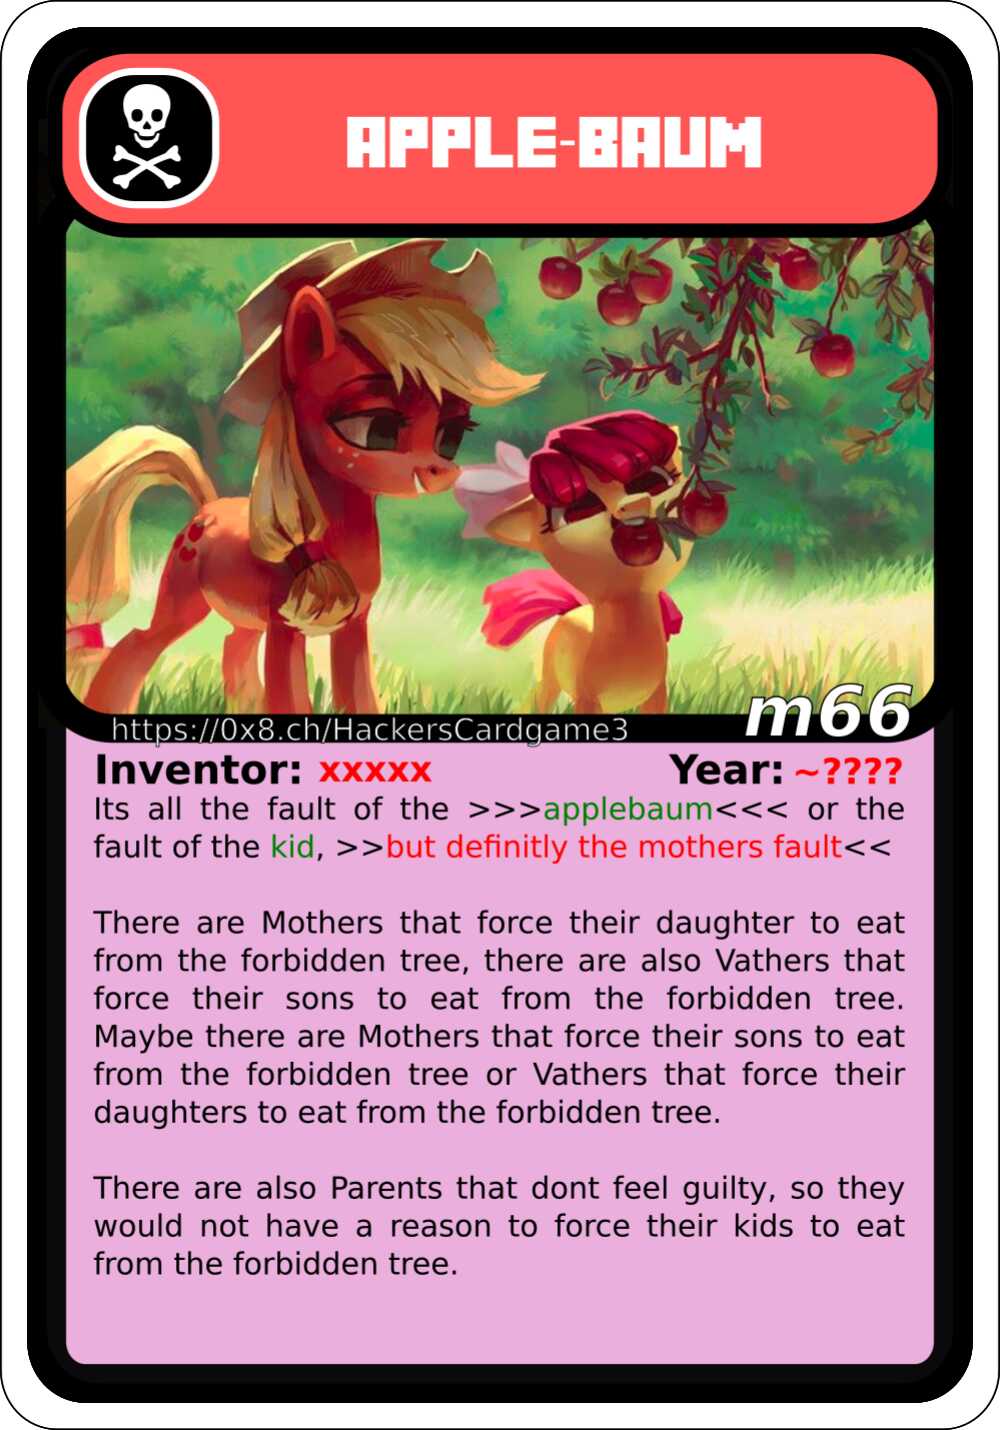 APPLE-BAUM
m66
https://0x8.ch/HackersCardgame3
Inventor: xxxxx Year: ~????
Its all the fault of the >>>applebaum<<< or the
fault of the kid, >>but definitly the mothers fault<<
There are Mothers that force their daughter to eat
from the forbidden tree, there are also Vathers that
force their sons to eat from the forbidden tree.
Maybe there are Mothers that force their sons to eat
from the forbidden tree or Vathers that force their
daughters to eat from the forbidden tree.
There are also Parents that dont feel guilty, so they
would not have a reason to force their kids to eat
from the forbidden tree.